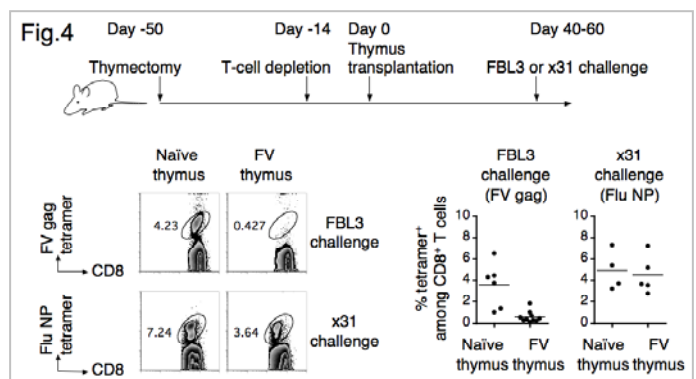 Fig.4
Day -50 Day -14 Day 0 Day 40-60
Thymectomy T-cell depletion Thymus transplantation FBL3 or x31 challenge
Naïve thymus
FV thymus
FV gag tetramer
4.23
0.427
FBL3 challenge
CD8
Flu NP tetramer
7.24
3.64
x31 challenge
CD8
FBL3 challenge (FV gag)
x31 challenge (Flu NP)
% tetramer⁺ among CD8⁺ T cells
10
8
6
4
2
0
10
8
6
4
2
0
Naïve thymus
FV thymus
Naïve thymus
FV thymus